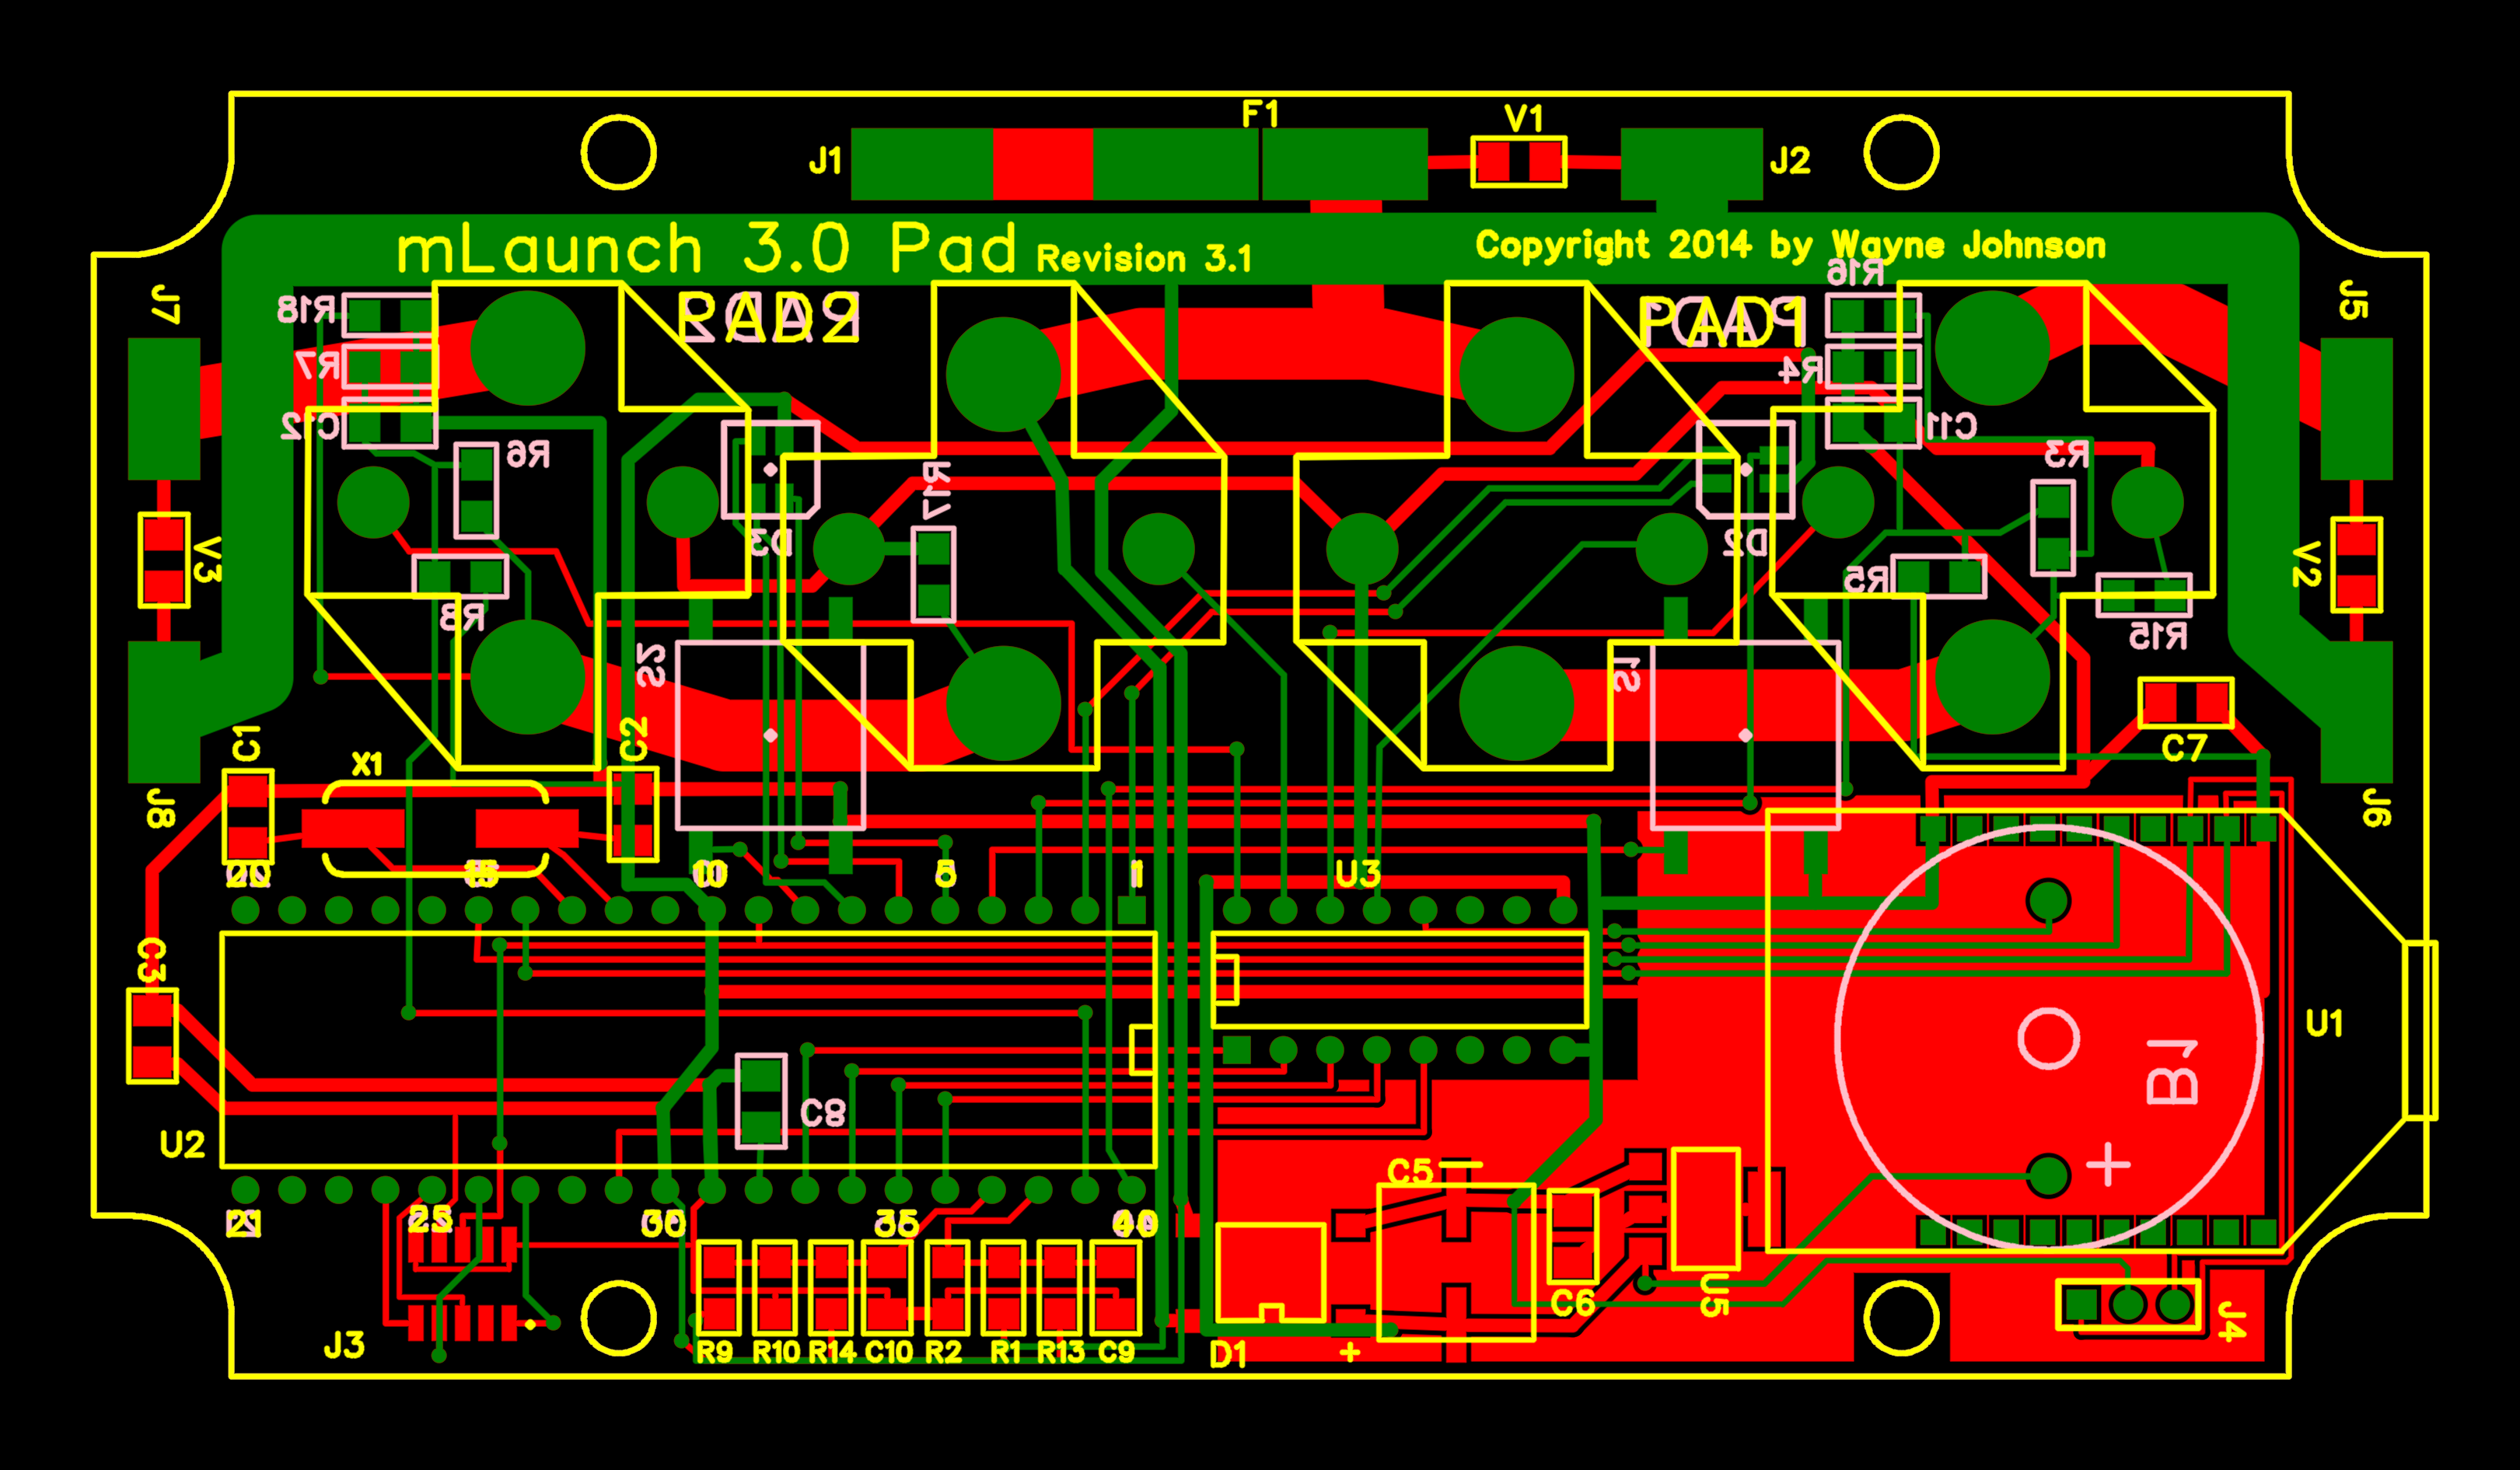 F1
V1
J1
J2
mLaunch 3.0 Pad Revision 3.1
Copyright 2014 by Wayne Johnson
R16
J7
R18
PAD2
PAD1
J5
R7
R4
C12
R6
C11
R3
R17
V3
D3
D2
V2
R5
R8
R15
S2
S1
C1
X1
C2
C7
J8
J6
20
15
10
5
1
U3
C3
U1
B1
C8
U2
+
C5
21
25
30
35
40
J3
R9 R10 R14 C10 R2 R1 R13 C9
D1
+
C6
U5
J4